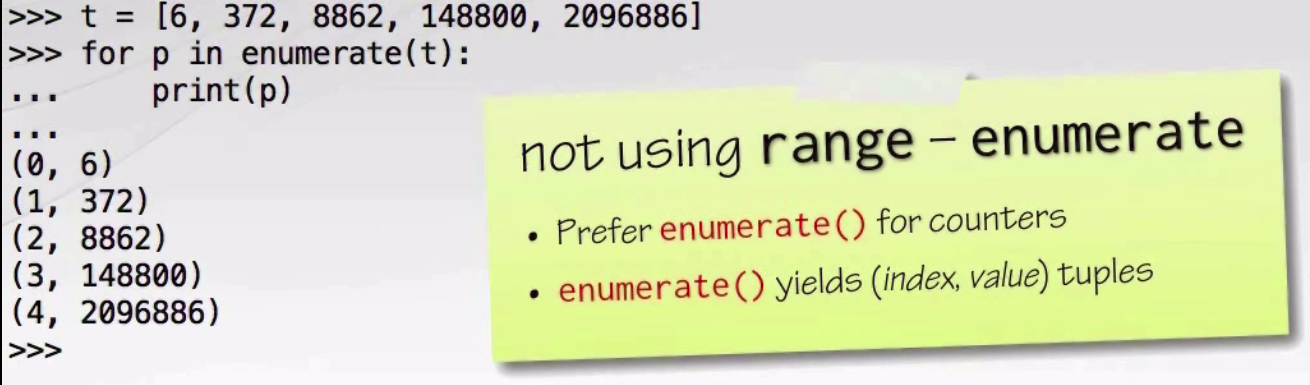 >>> t = [6, 372, 8862, 148800, 2096886]
>>> for p in enumerate(t):
...     print(p)
...
(0, 6)
(1, 372)
(2, 8862)
(3, 148800)
(4, 2096886)
>>>
not using range – enumerate
• Prefer enumerate() for counters
• enumerate() yields (index, value) tuples